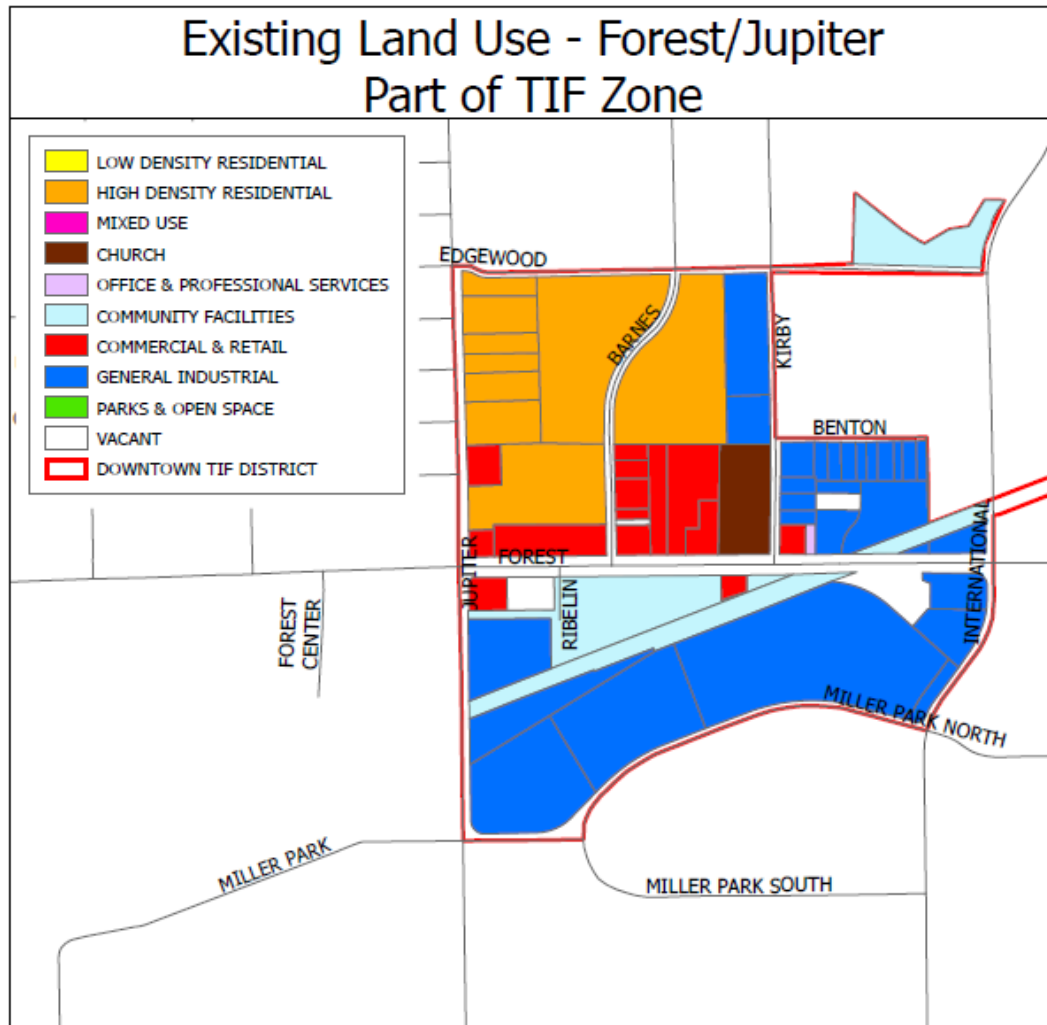 Existing Land Use - Forest/Jupiter
Part of TIF Zone
LOW DENSITY RESIDENTIAL
HIGH DENSITY RESIDENTIAL
MIXED USE
CHURCH
OFFICE & PROFESSIONAL SERVICES
COMMUNITY FACILITIES
COMMERCIAL & RETAIL
GENERAL INDUSTRIAL
PARKS & OPEN SPACE
VACANT
DOWNTOWN TIF DISTRICT
EDGEWOOD
BARNES
KIRBY
BENTON
JUPITER
FOREST
INTERNATIONAL
RIBELIN
FOREST
CENTER
MILLER PARK NORTH
MILLER PARK
MILLER PARK SOUTH